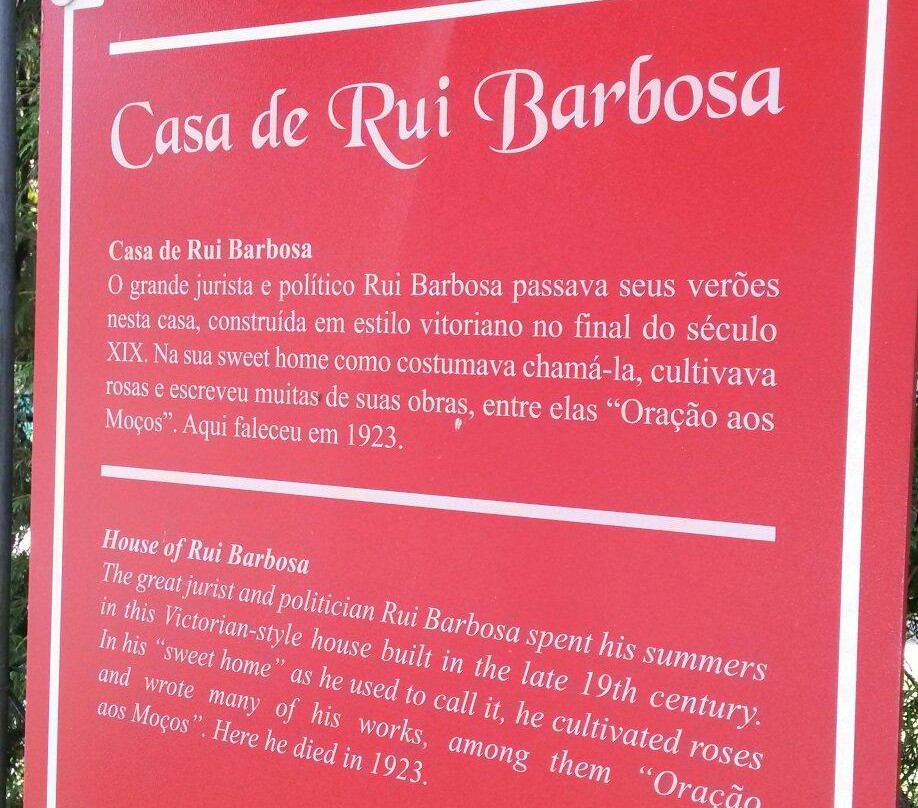 Casa de Rui Barbosa
Casa de Rui Barbosa
O grande jurista e político Rui Barbosa passava seus verões
nesta casa, construída em estilo vitoriano no final do século
XIX. Na sua sweet home como costumava chamá-la, cultivava
rosas e escreveu muitas de suas obras, entre elas “Oração aos
Moços”. Aqui faleceu em 1923.
House of Rui Barbosa
The great jurist and politician Rui Barbosa spent his summers
in this Victorian-style house built in the late 19th century.
In his “sweet home” as he used to call it, he cultivated roses
and wrote many of his works, among them “Oração
aos Moços”. Here he died in 1923.